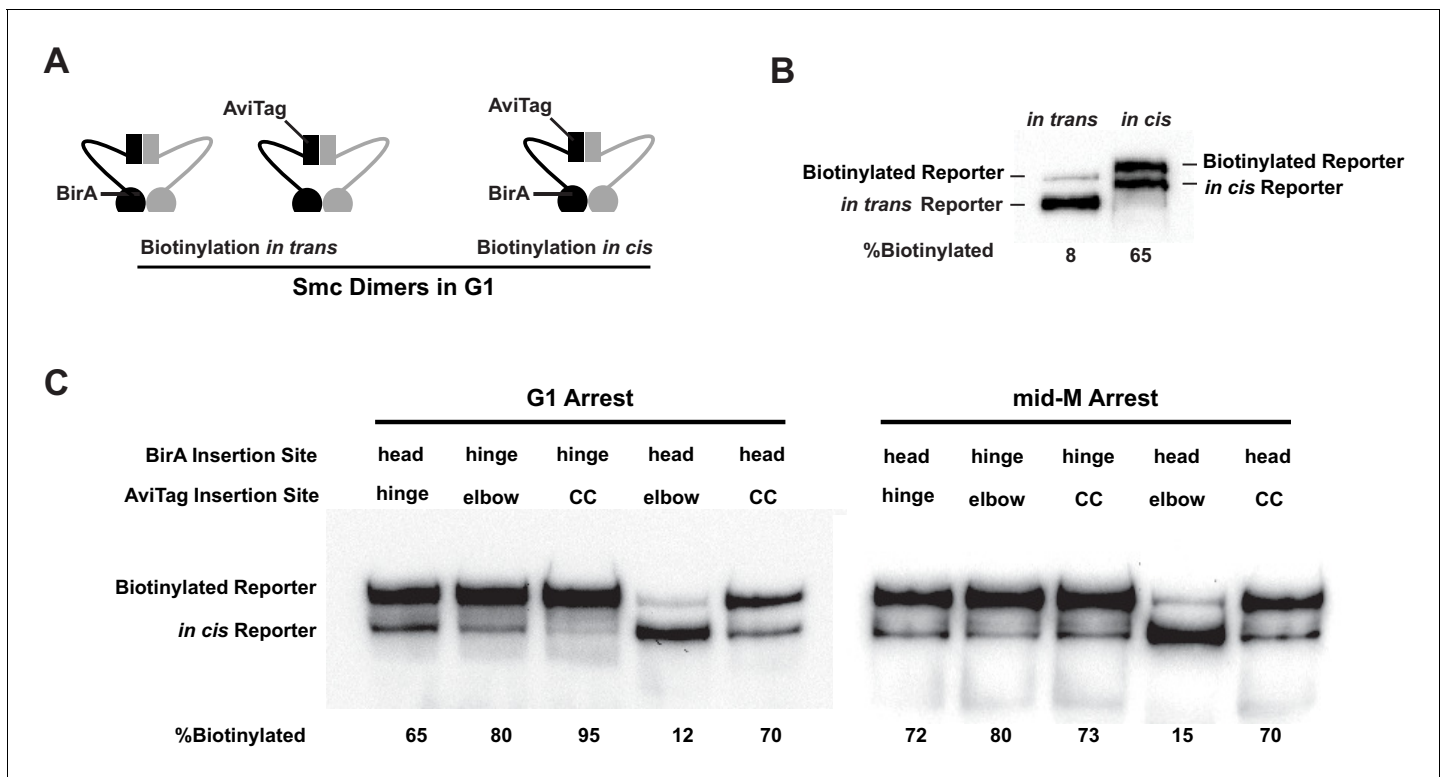 A
AviTag
BirA
AviTag
BirA
Biotinylation in trans
Biotinylation in cis
Smc Dimers in G1
B
in trans in cis
Biotinylated Reporter
in trans Reporter
Biotinylated Reporter
in cis Reporter
%Biotinylated 8 65
C
G1 Arrest mid-M Arrest
BirA Insertion Site head hinge hinge head head head hinge hinge head head
AviTag Insertion Site hinge elbow CC elbow CC hinge elbow CC elbow CC
Biotinylated Reporter
in cis Reporter
%Biotinylated 65 80 95 12 70 72 80 73 15 70